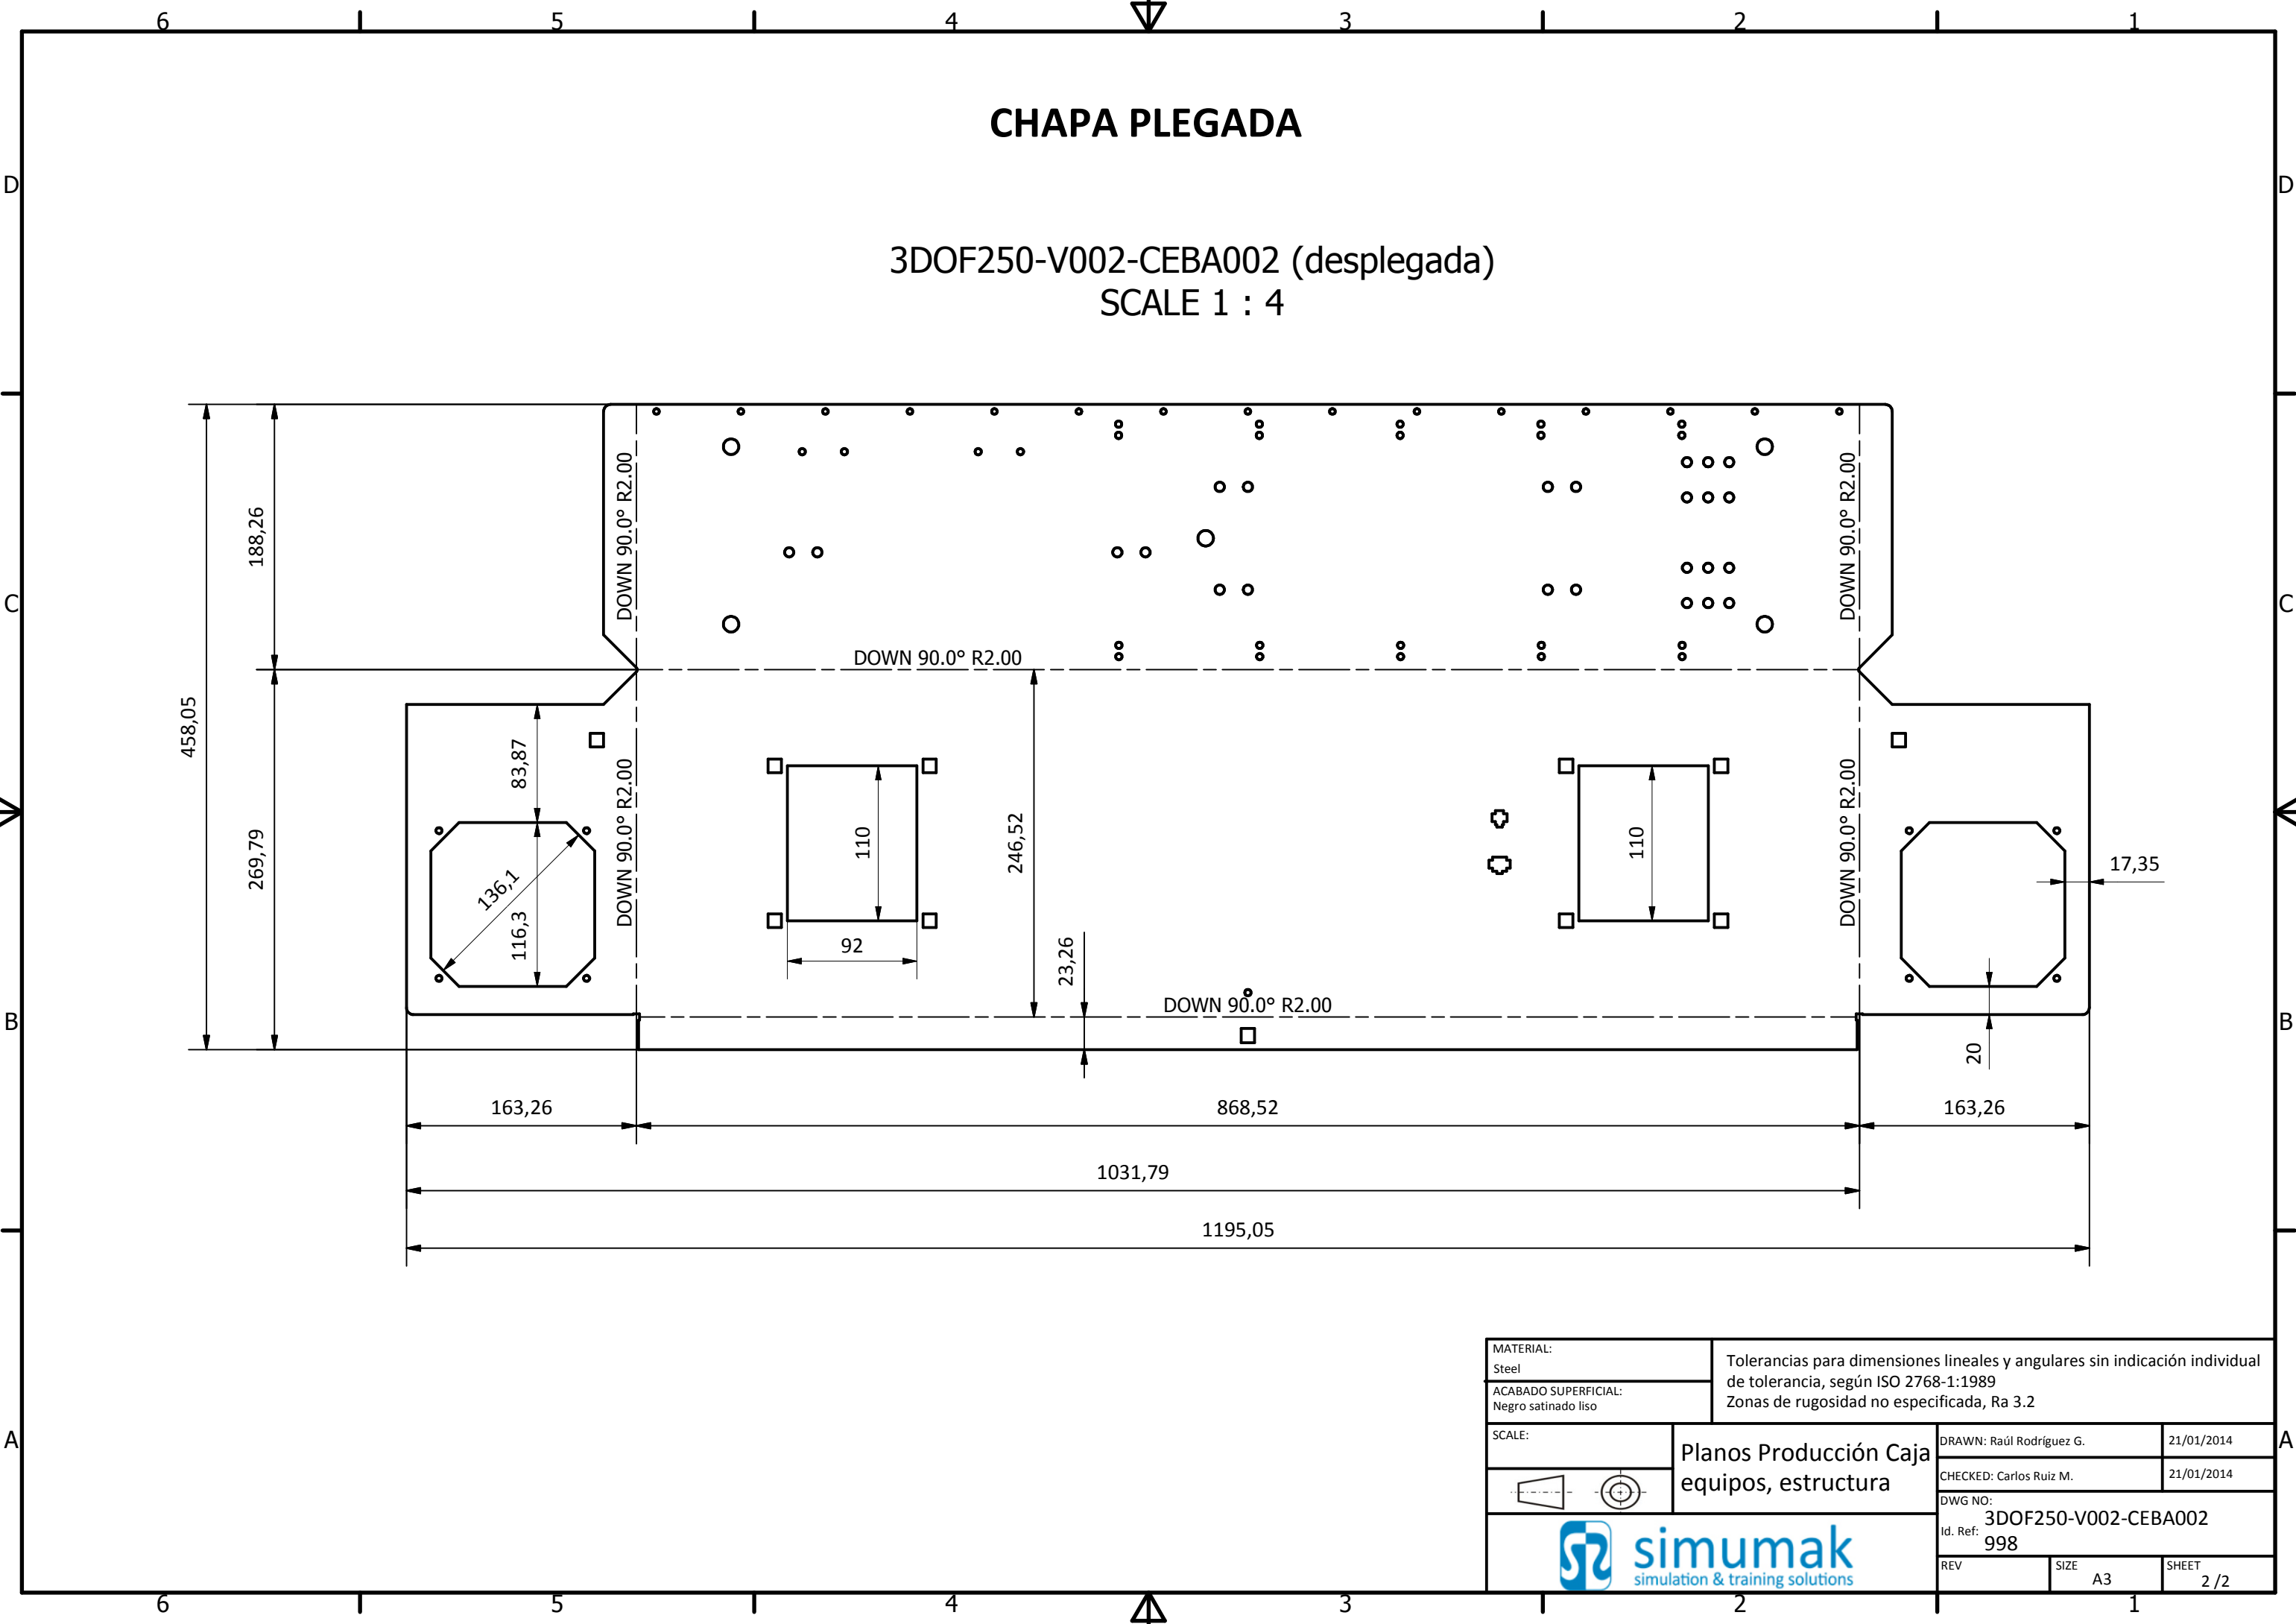 6 5 4 3 2 1
CHAPA PLEGADA
D D
3DOF250-V002-CEBA002 (desplegada)
SCALE 1 : 4
DOWN 90.0° R2.00
DOWN 90.0° R2.00
188,26
C C
DOWN 90.0° R2.00
458,05
83,87
DOWN 90.0° R2.00
DOWN 90.0° R2.00
269,79
110
246,52
110
17,35
136,1
116,3
92
23,26
DOWN 90.0° R2.00
B B
20
163,26
868,52
163,26
1031,79
1195,05
MATERIAL:
Steel
ACABADO SUPERFICIAL:
Negro satinado liso
Tolerancias para dimensiones lineales y angulares sin indicación individual
de tolerancia, según ISO 2768-1:1989
Zonas de rugosidad no especificada, Ra 3.2
SCALE:
Planos Producción Caja
equipos, estructura
DRAWN: Raúl Rodríguez G. 21/01/2014
CHECKED: Carlos Ruiz M. 21/01/2014
A A
DWG NO:
3DOF250-V002-CEBA002
Id. Ref: 998
simumak
simulation & training solutions
REV
SIZE
A3
SHEET
2 /2
6 5 4 3 2 1